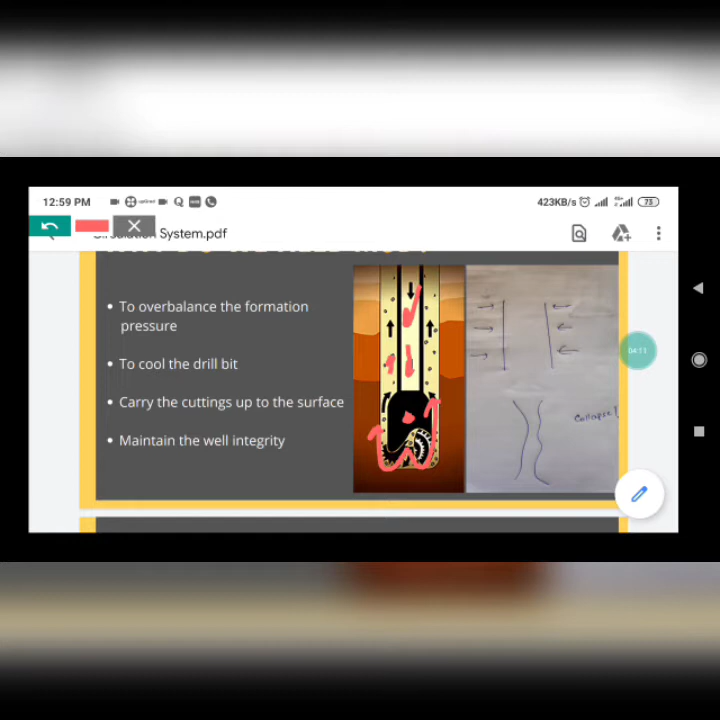 12:59 PM
423KB/s
73
System.pdf
To overbalance the formation
pressure
To cool the drill bit
Carry the cuttings up to the surface
Maintain the well integrity
Collapse!
04:11